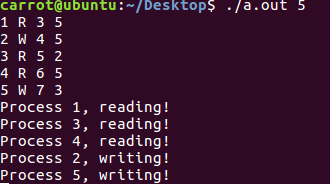 carrot@ubuntu:~/Desktop$ ./a.out 5
1 R 3 5
2 W 4 5
3 R 5 2
4 R 6 5
5 W 7 3
Process 1, reading!
Process 3, reading!
Process 4, reading!
Process 2, writing!
Process 5, writing!